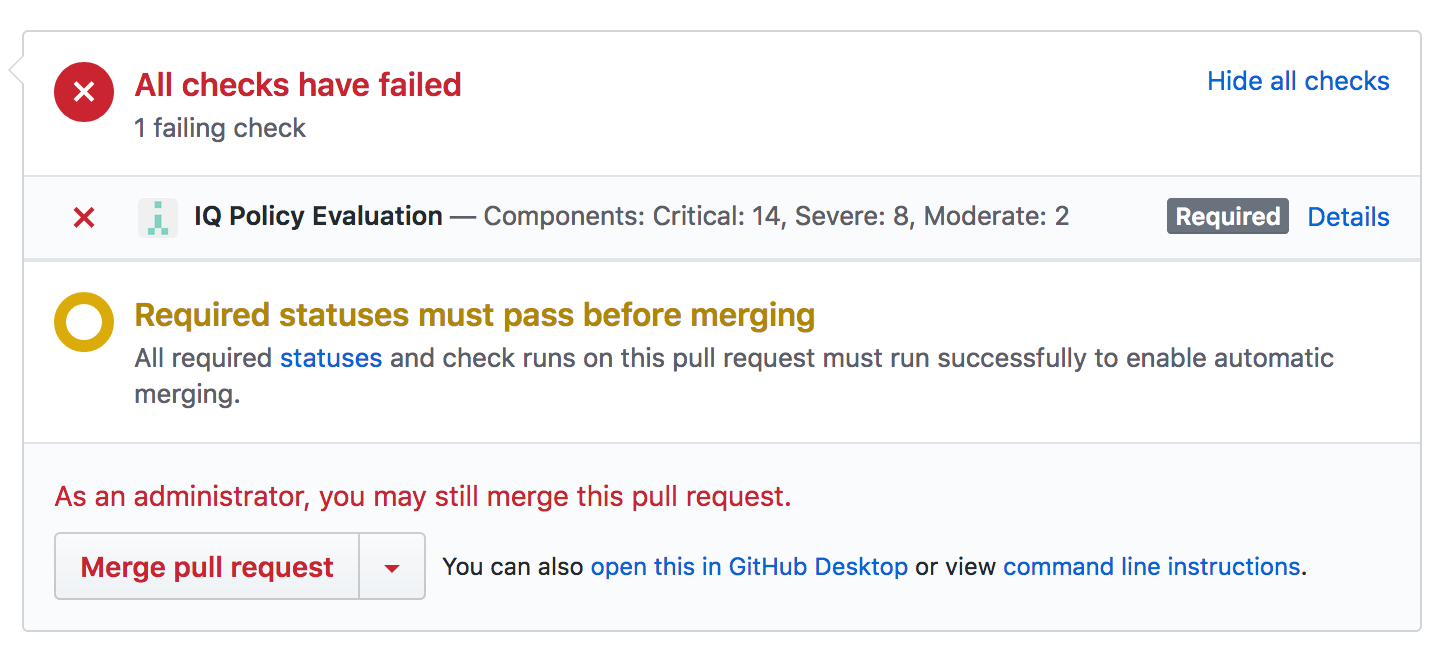 All checks have failed
Hide all checks
1 failing check
IQ Policy Evaluation — Components: Critical: 14, Severe: 8, Moderate: 2
Required Details
Required statuses must pass before merging
All required statuses and check runs on this pull request must run successfully to enable automatic
merging.
As an administrator, you may still merge this pull request.
Merge pull request
You can also open this in GitHub Desktop or view command line instructions.